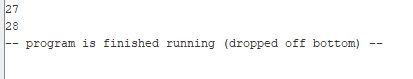 27
28
-- program is finished running (dropped off bottom) --